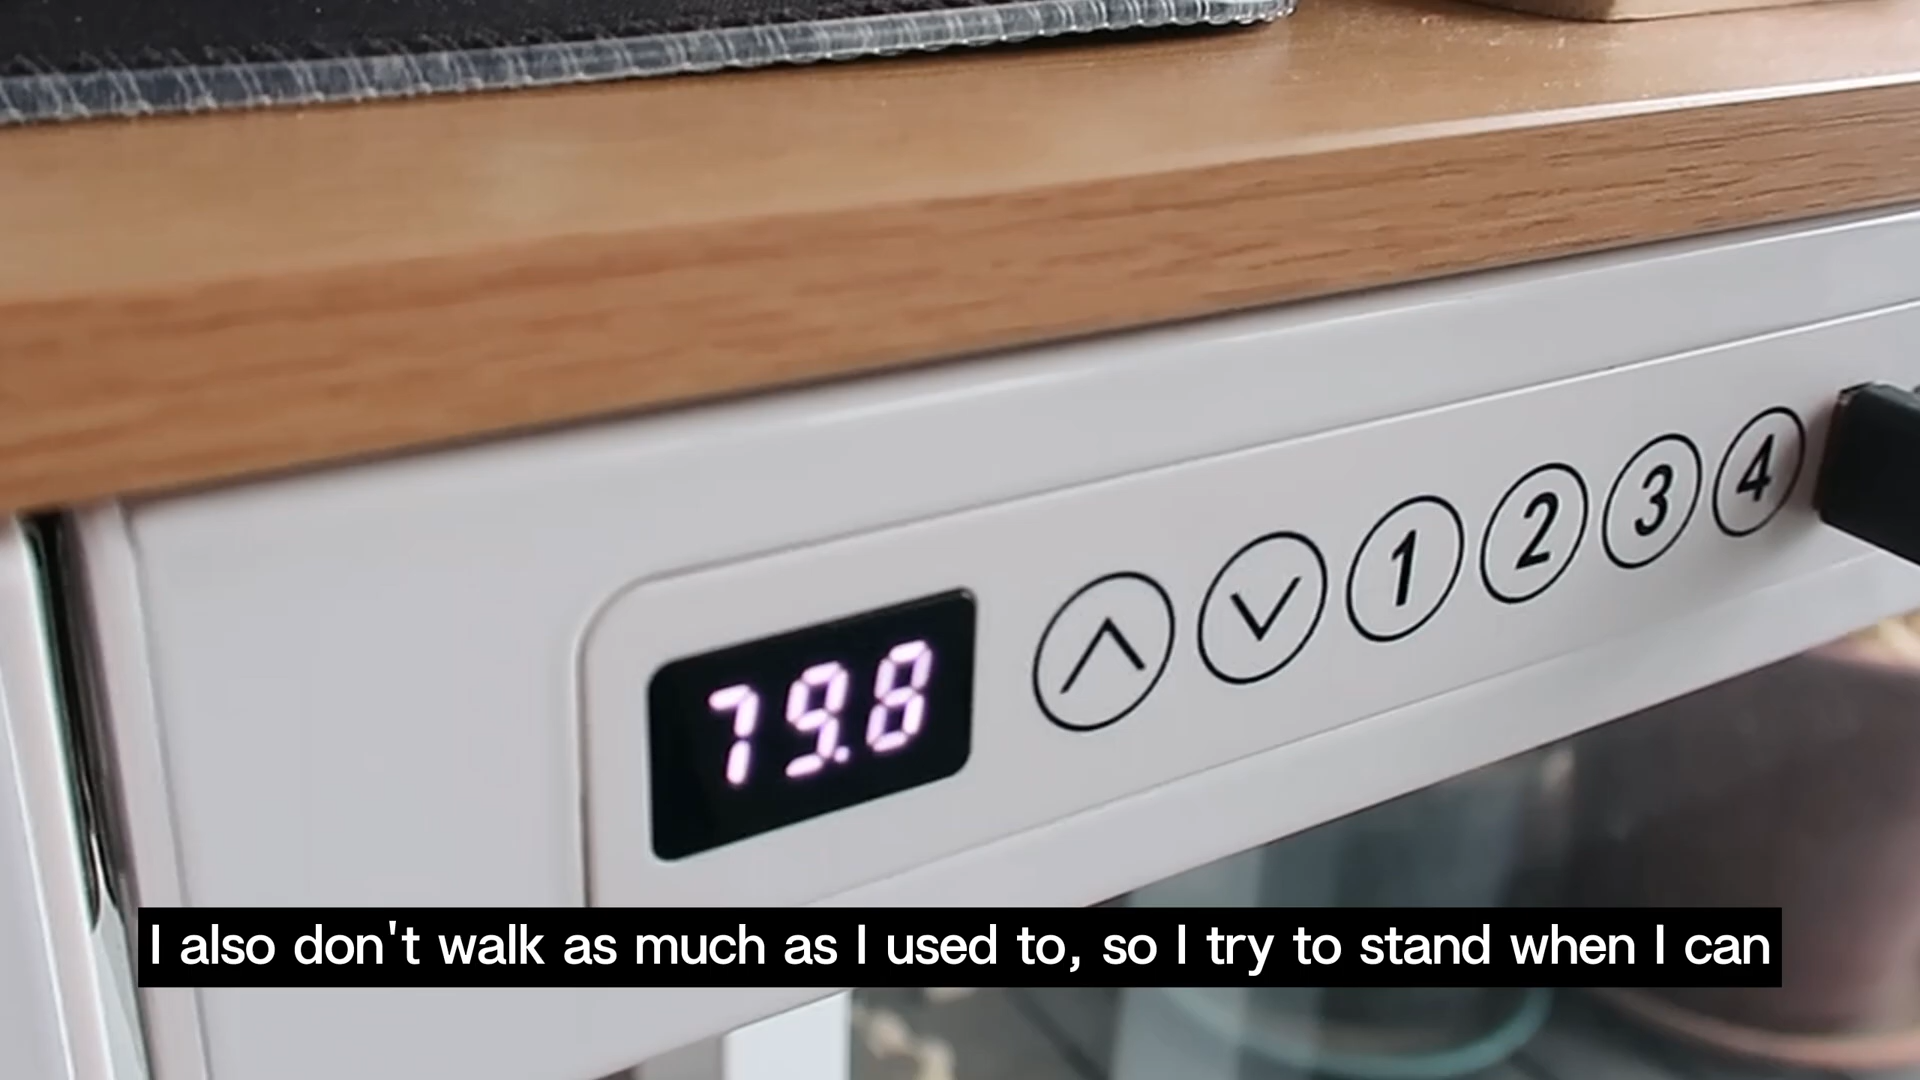 79.8 1 2 3 4
I also don't walk as much as I used to, so I try to stand when I can